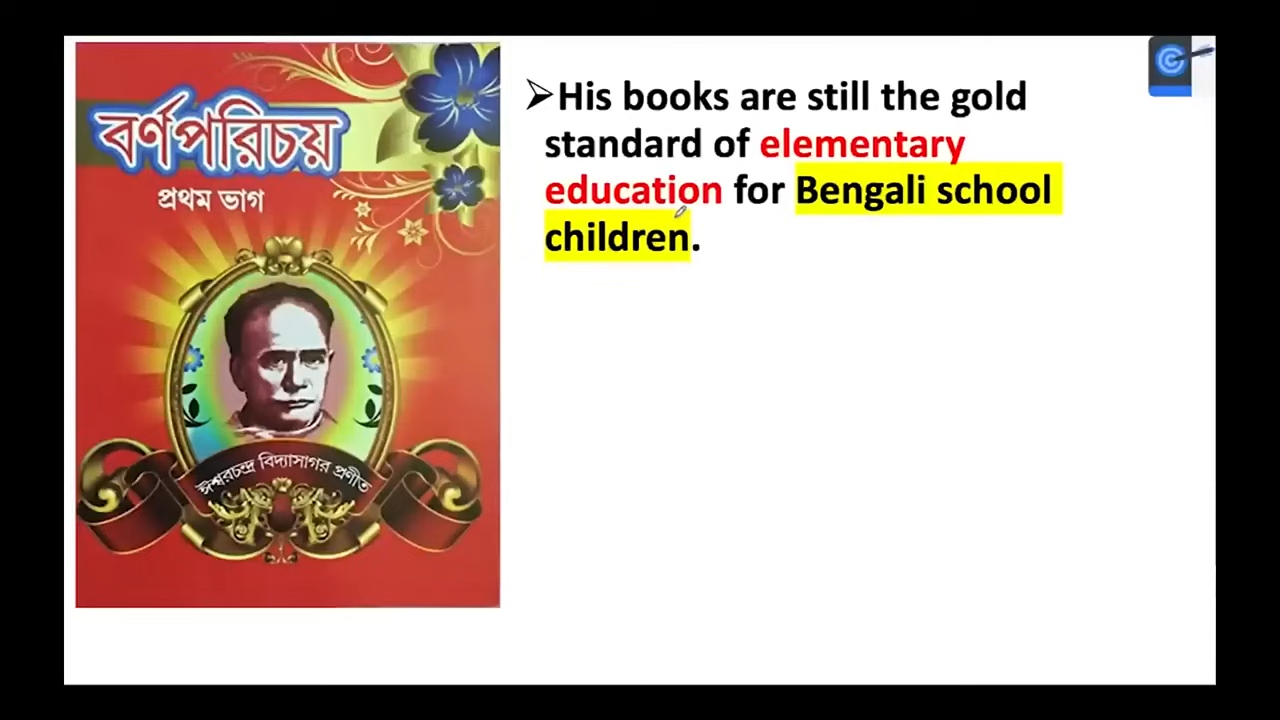 বর্ণপরিচয়
প্রথম ভাগ
ঈশ্বরচন্দ্র বিদ্যাসাগর প্রণীত
➢His books are still the gold
standard of elementary
education for Bengali school
children.